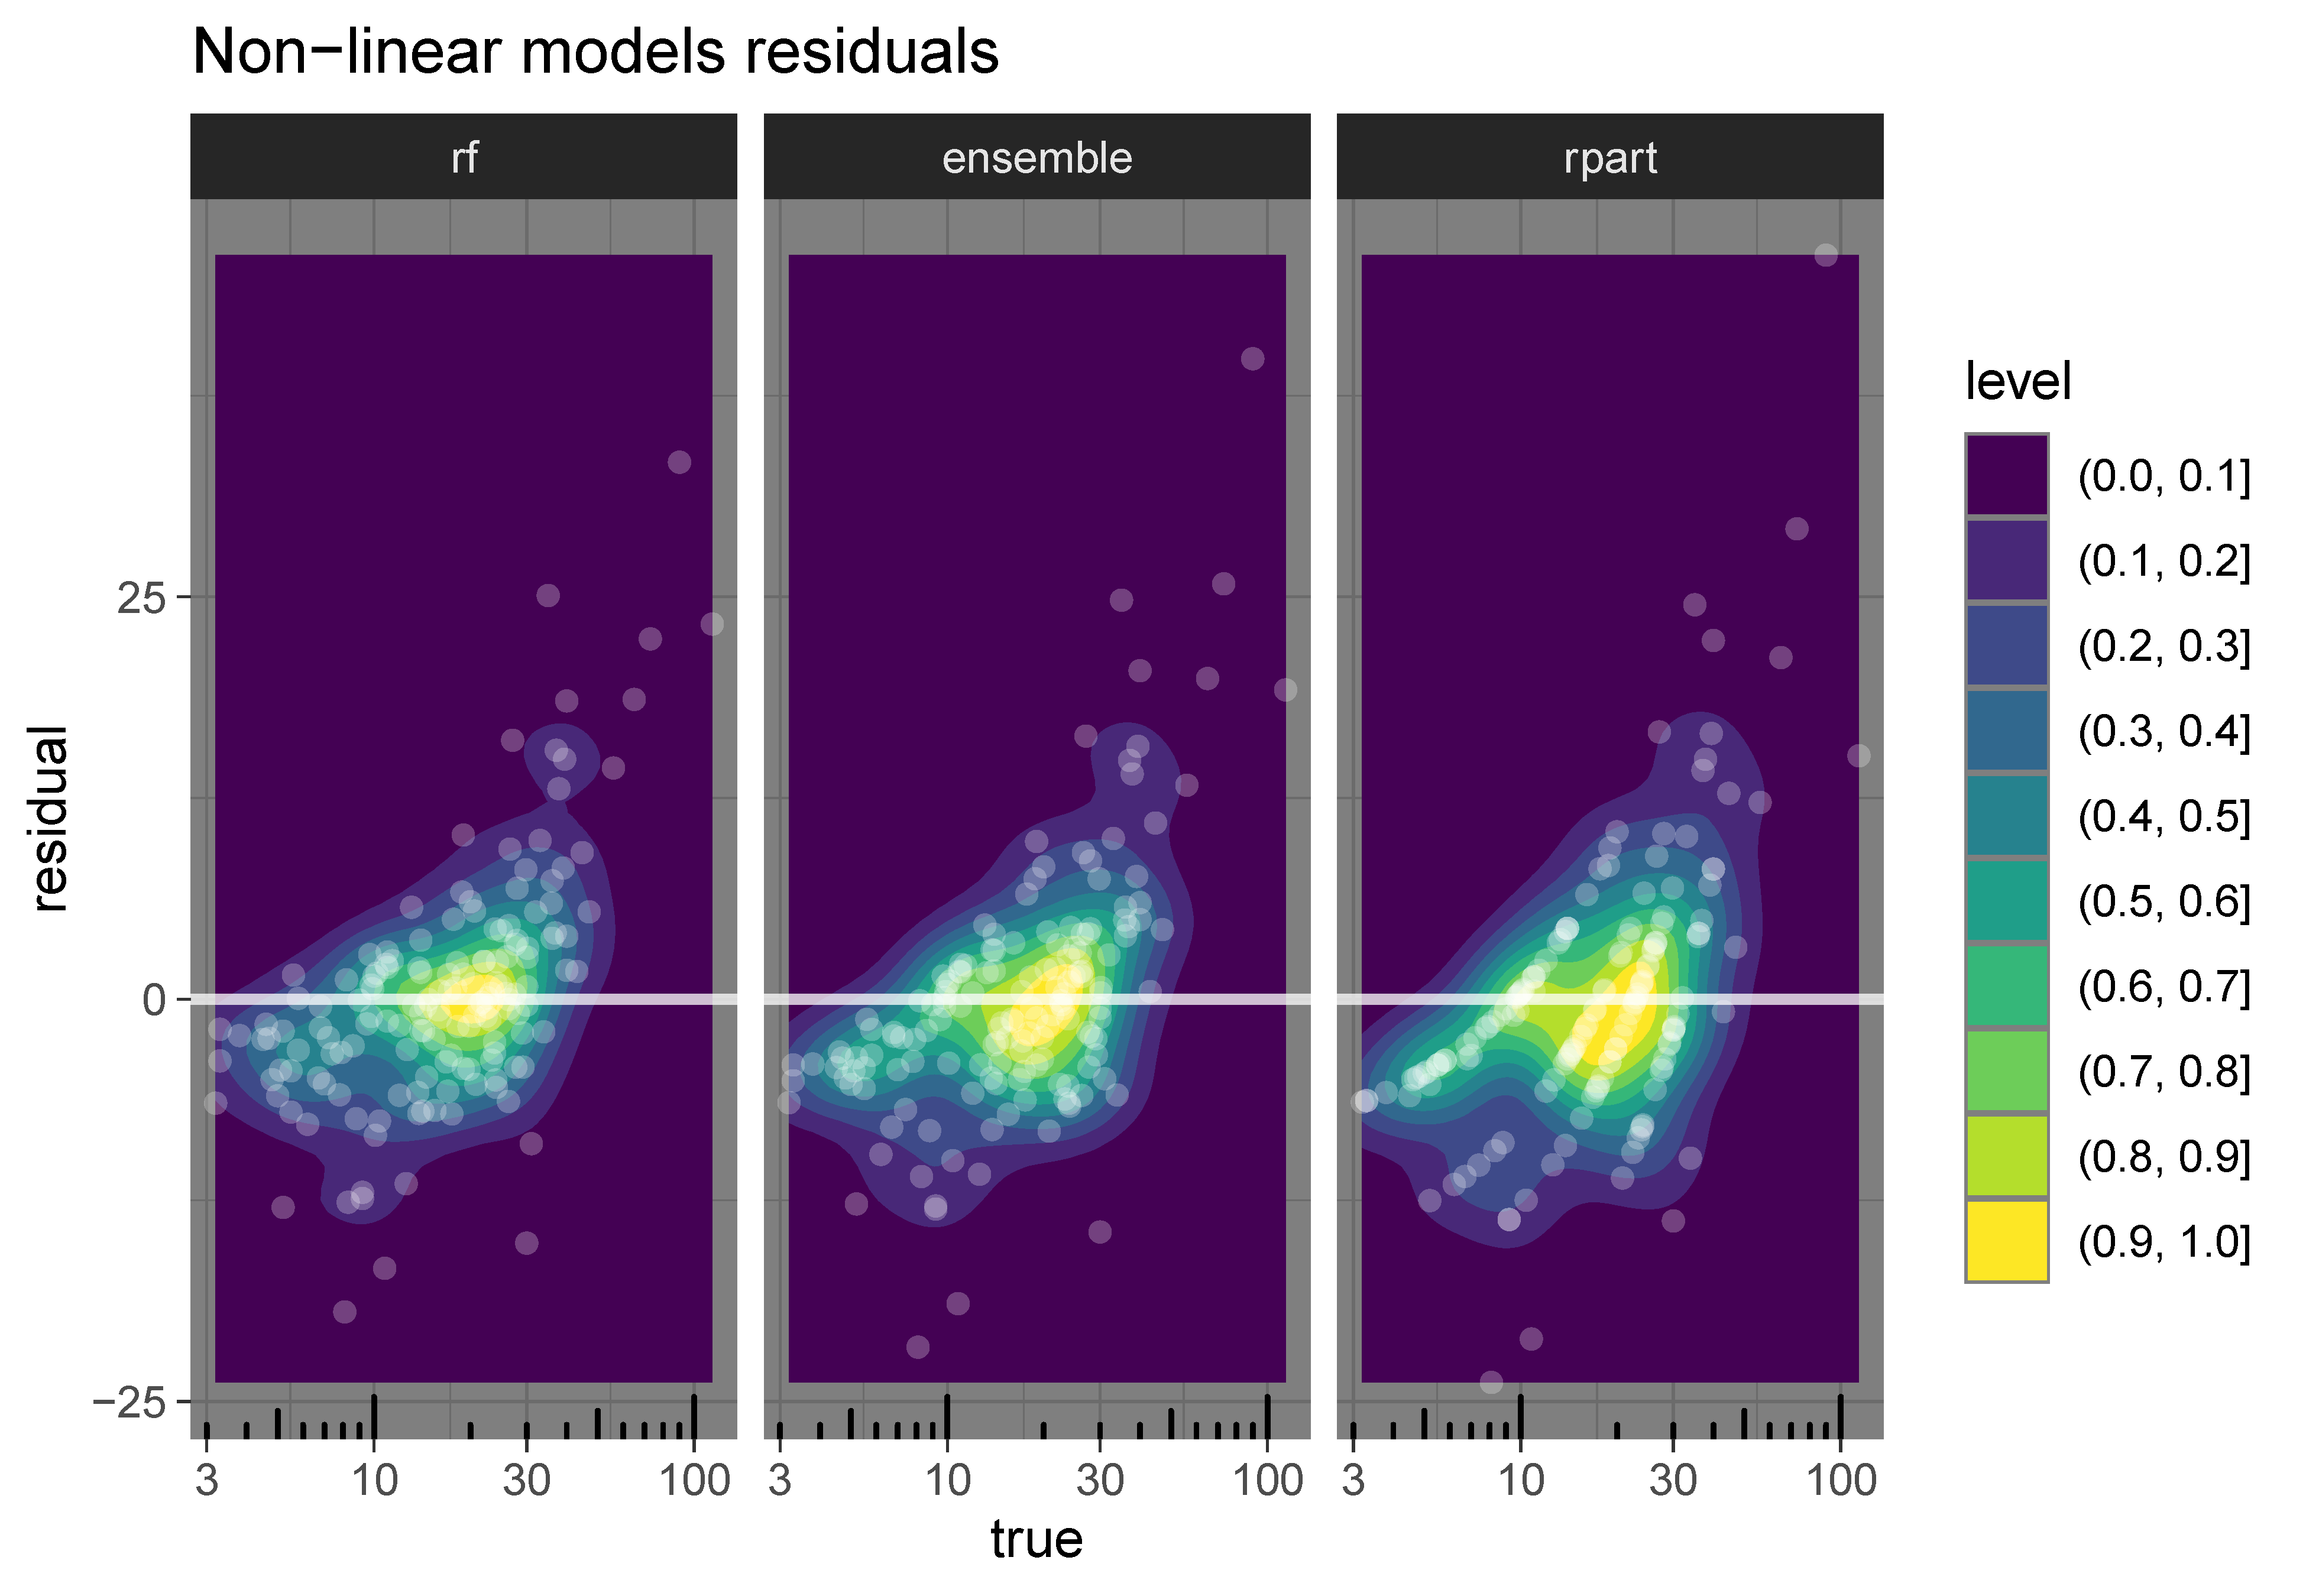 Non−linear models residuals
rf
ensemble
rpart
residual
25
0
−25
3 10 30 100
3 10 30 100
3 10 30 100
true
level
(0.0, 0.1]
(0.1, 0.2]
(0.2, 0.3]
(0.3, 0.4]
(0.4, 0.5]
(0.5, 0.6]
(0.6, 0.7]
(0.7, 0.8]
(0.8, 0.9]
(0.9, 1.0]